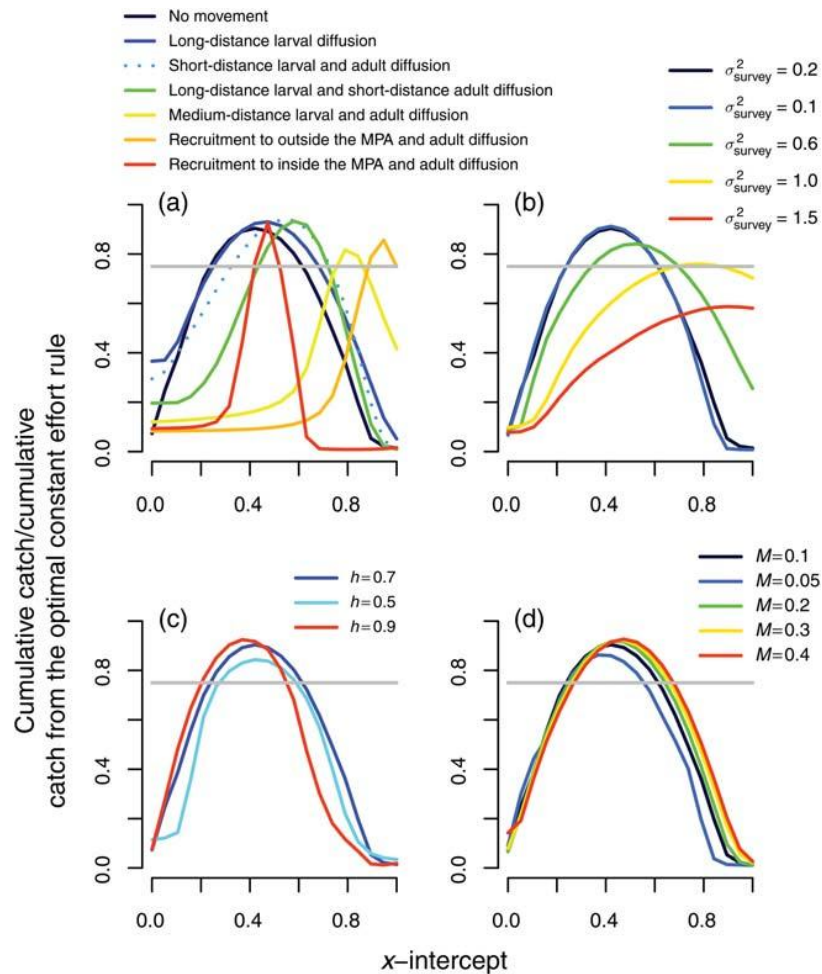 No movement
Long-distance larval diffusion
Short-distance larval and adult diffusion
Long-distance larval and short-distance adult diffusion
Medium-distance larval and adult diffusion
Recruitment to outside the MPA and adult diffusion
Recruitment to inside the MPA and adult diffusion
σ²survey = 0.2
σ²survey = 0.1
σ²survey = 0.6
σ²survey = 1.0
σ²survey = 1.5
(a)
0.8
0.4
0.0
0.0 0.4 0.8
(b)
0.8
0.4
0.0
0.0 0.4 0.8
Cumulative catch/cumulative
catch from the optimal constant effort rule
h=0.7
h=0.5
h=0.9
(c)
0.8
0.4
0.0
0.0 0.4 0.8
M=0.1
M=0.05
M=0.2
M=0.3
M=0.4
(d)
0.8
0.4
0.0
0.0 0.4 0.8
x–intercept